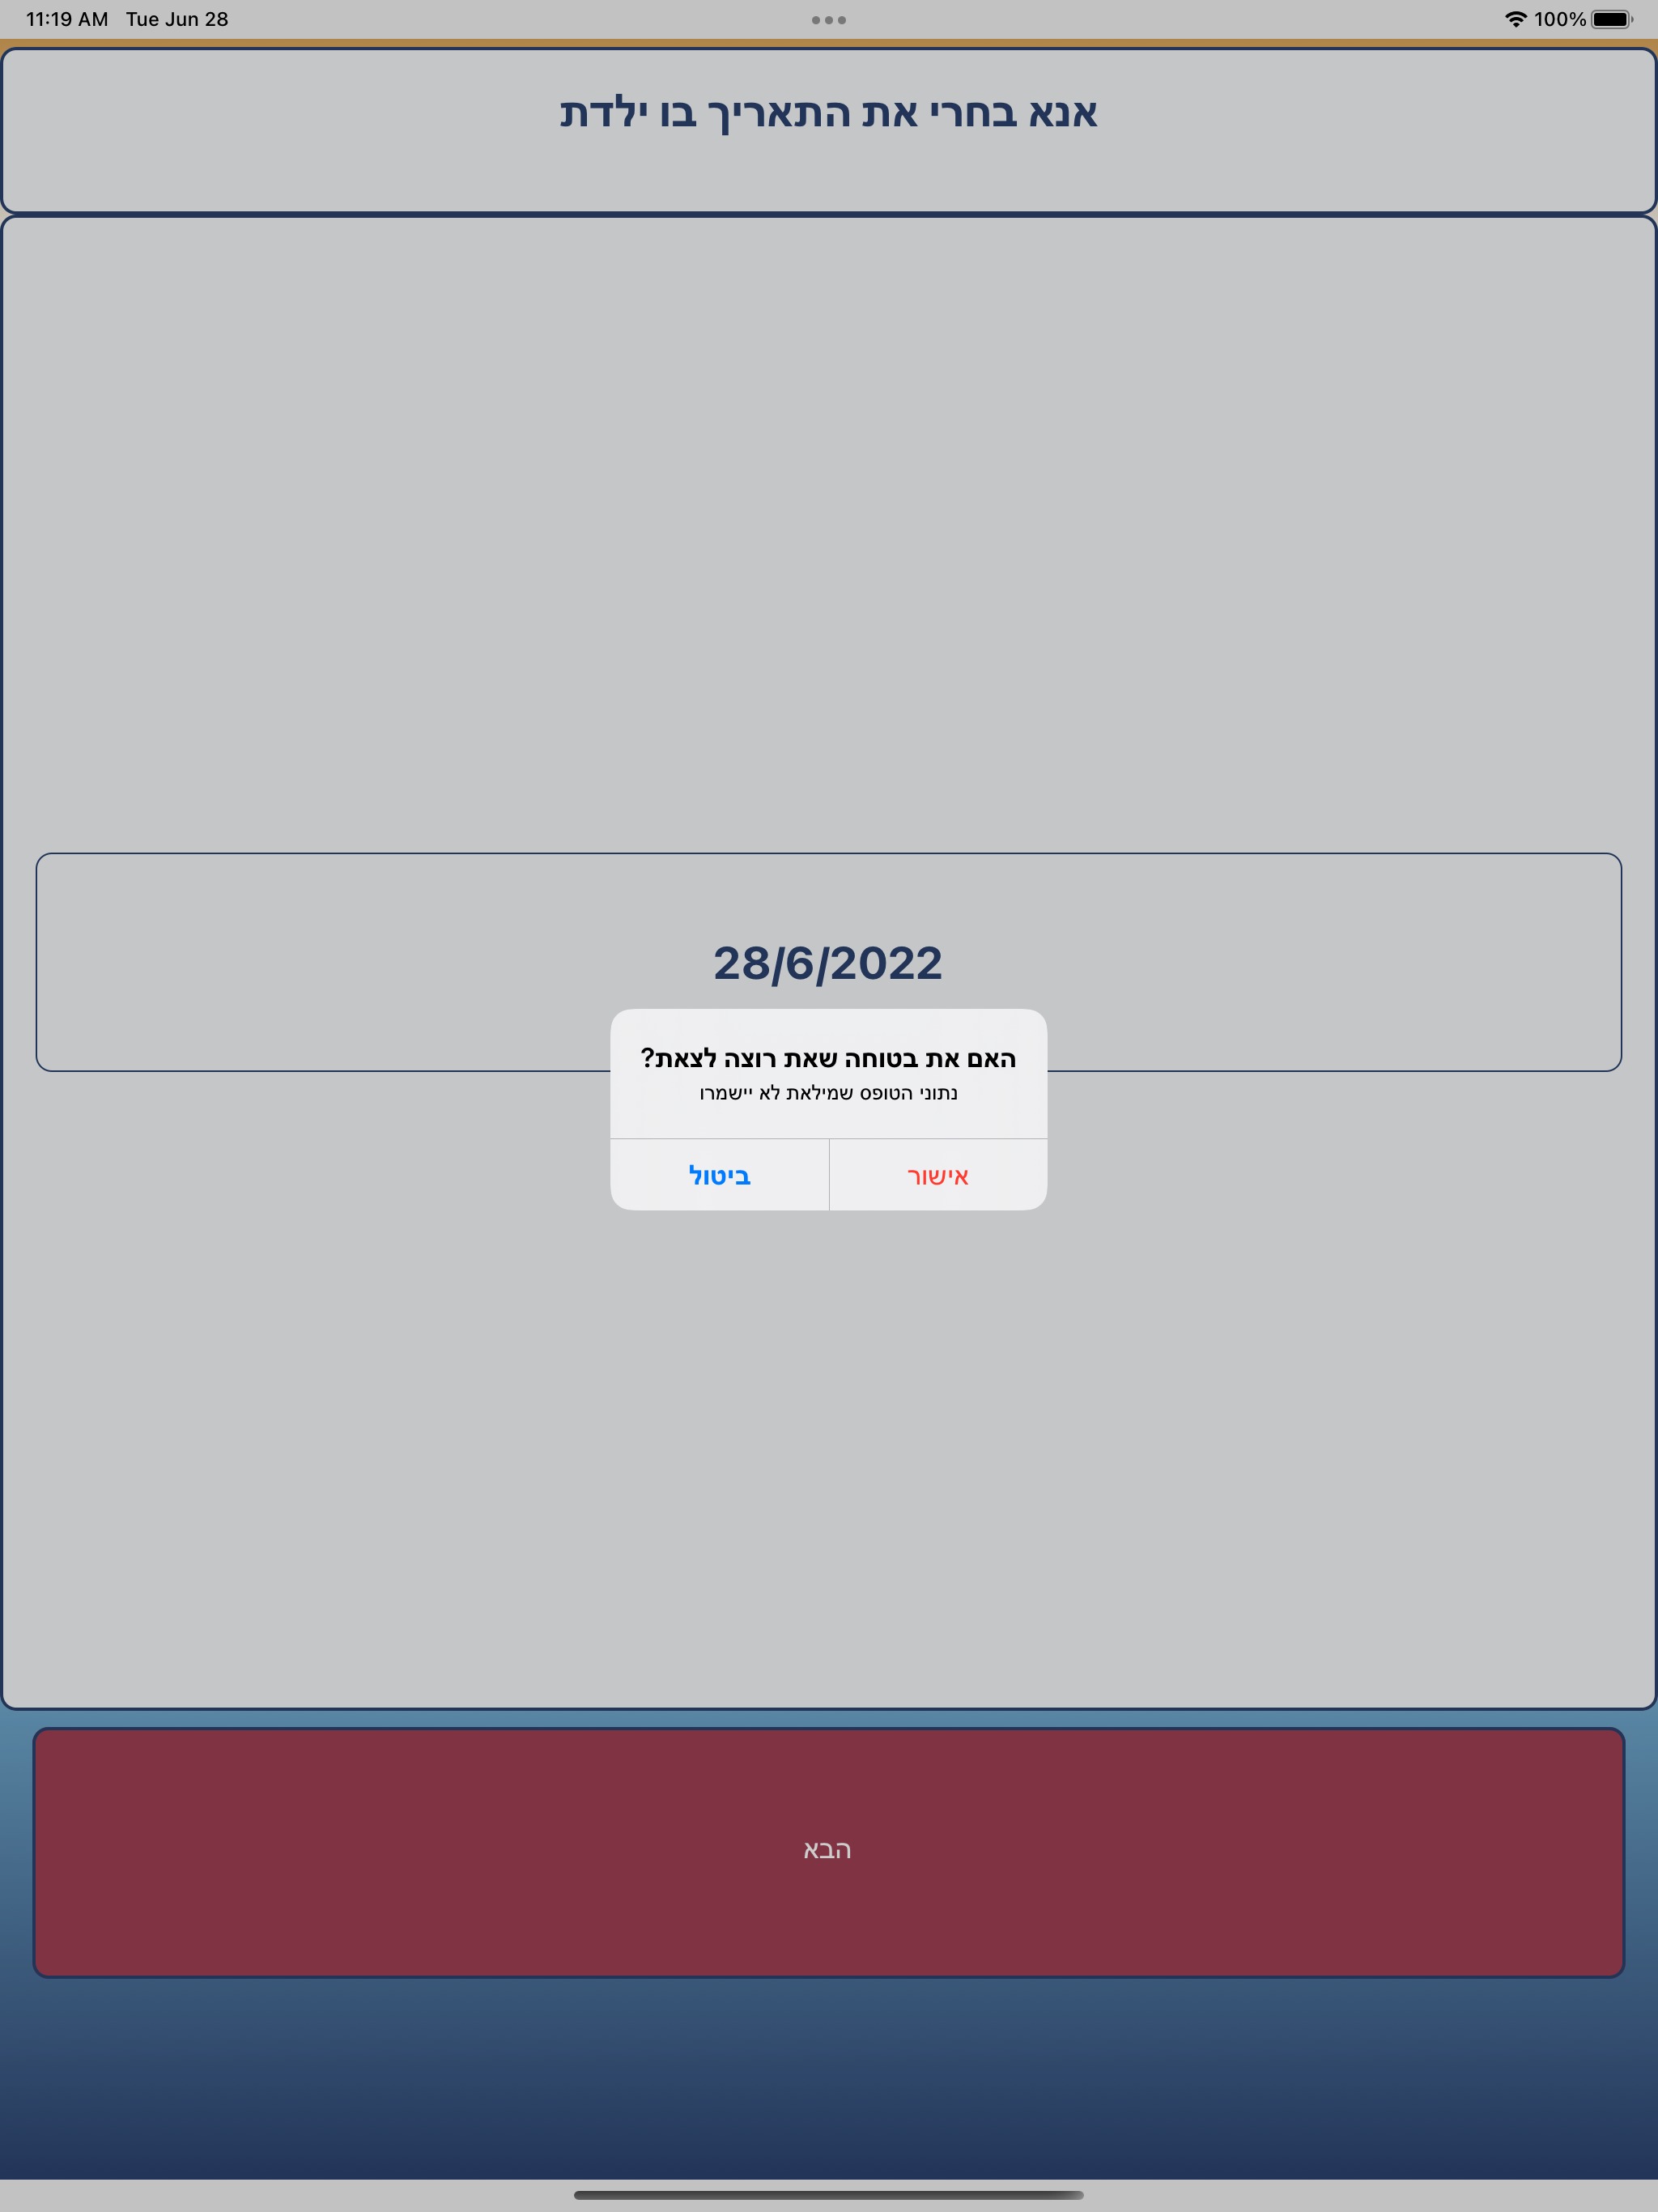 11:19 AM Tue Jun 28
100%
אנא בחרי את התאריך בו ילדת
28/6/2022
האם את בטוחה שאת רוצה לצאת?
נתוני הטופס שמילאת לא יישמרו
אישור
ביטול
הבא